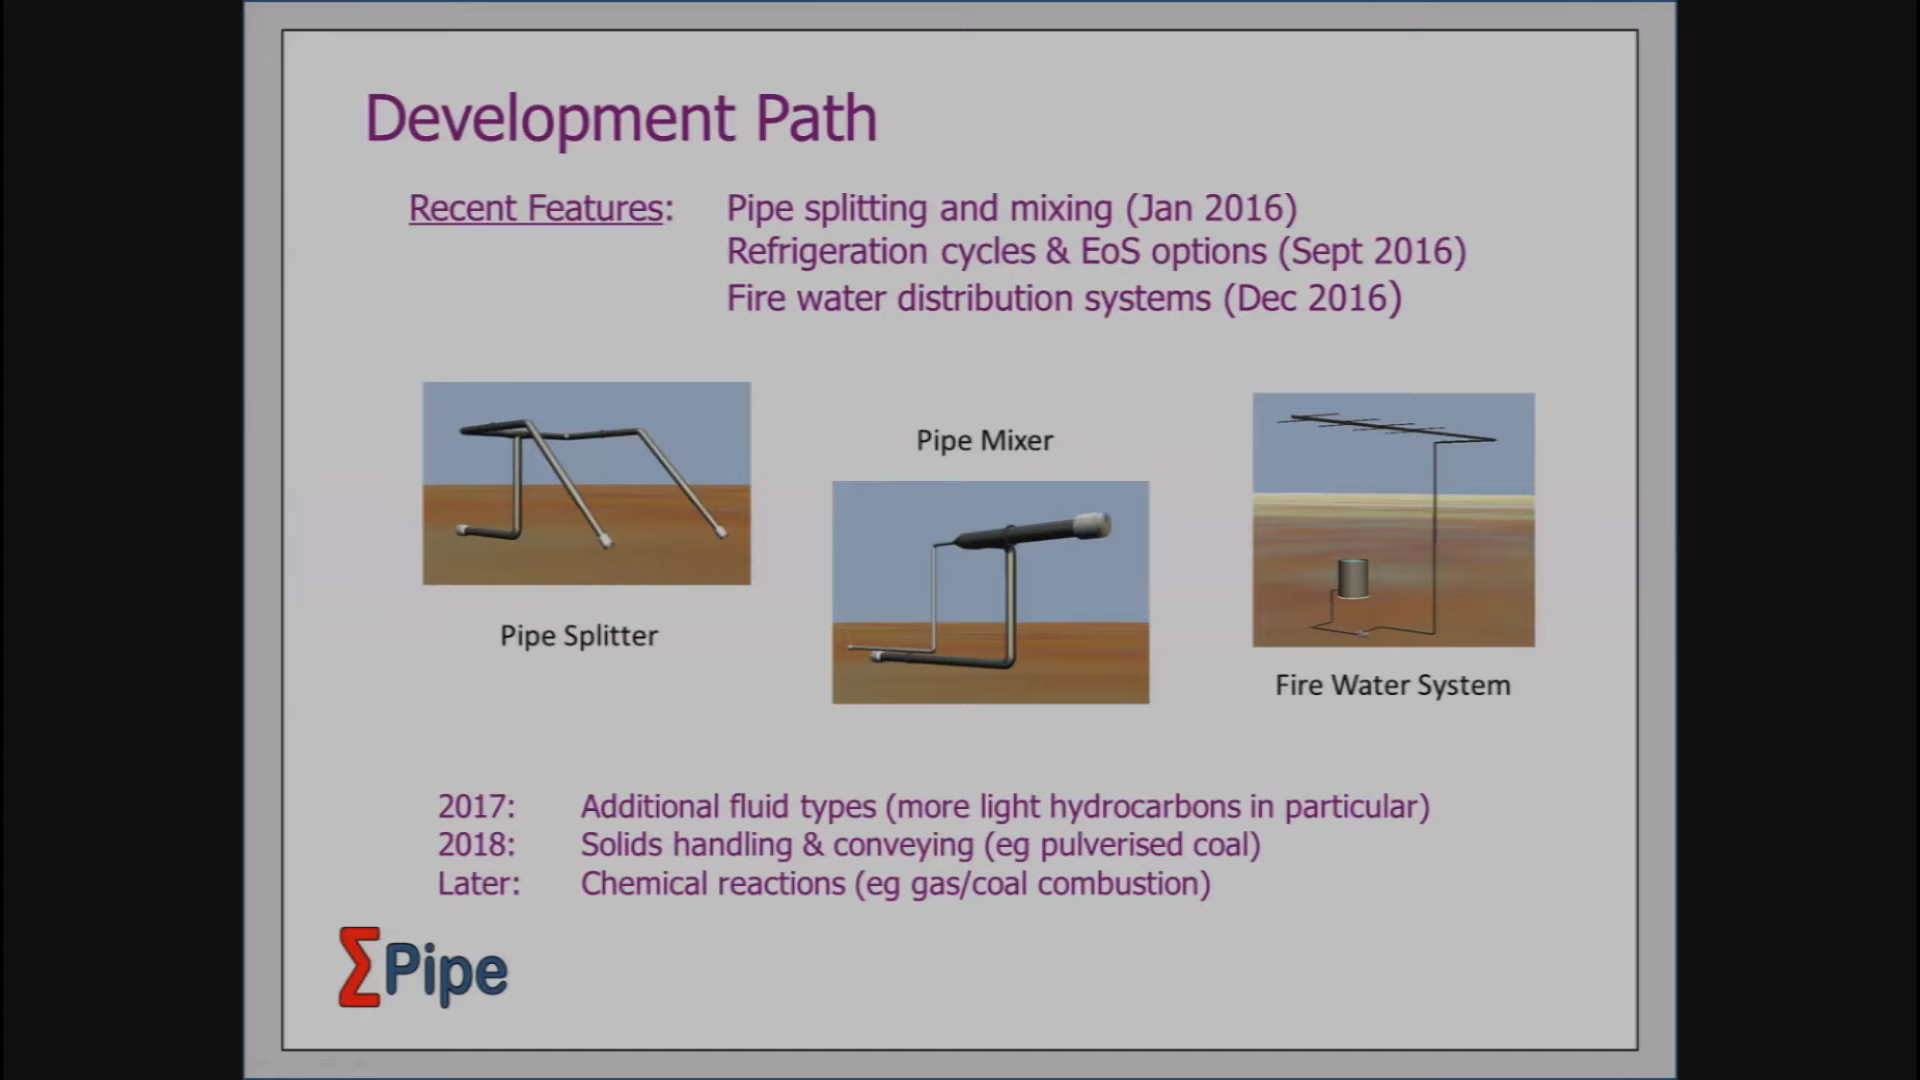 Development Path
Recent Features: Pipe splitting and mixing (Jan 2016)
Refrigeration cycles & EoS options (Sept 2016)
Fire water distribution systems (Dec 2016)
Pipe Mixer
Pipe Splitter
Fire Water System
2017: Additional fluid types (more light hydrocarbons in particular)
2018: Solids handling & conveying (eg pulverised coal)
Later: Chemical reactions (eg gas/coal combustion)
ΣPipe